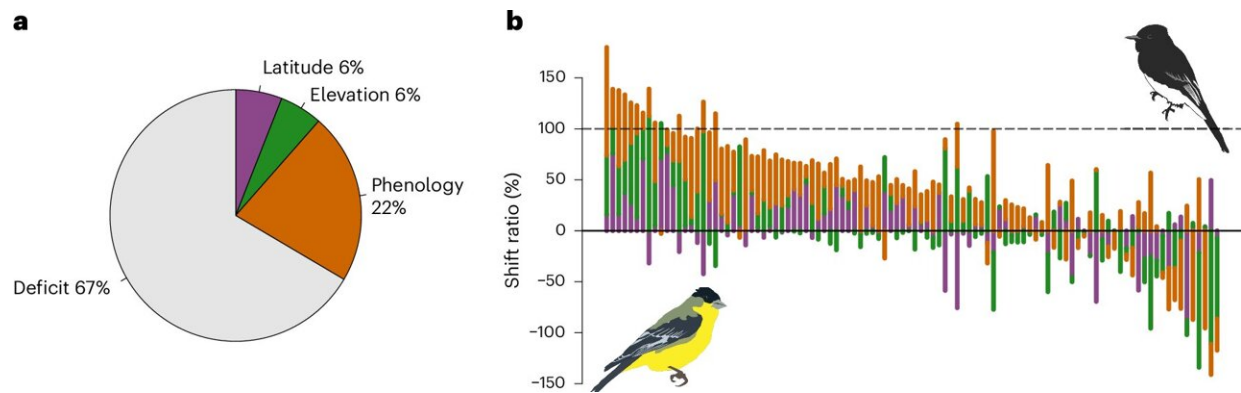 a
Latitude 6%
Elevation 6%
Phenology
22%
Deficit 67%
b
Shift ratio (%)
150
100
50
0
−50
−100
−150